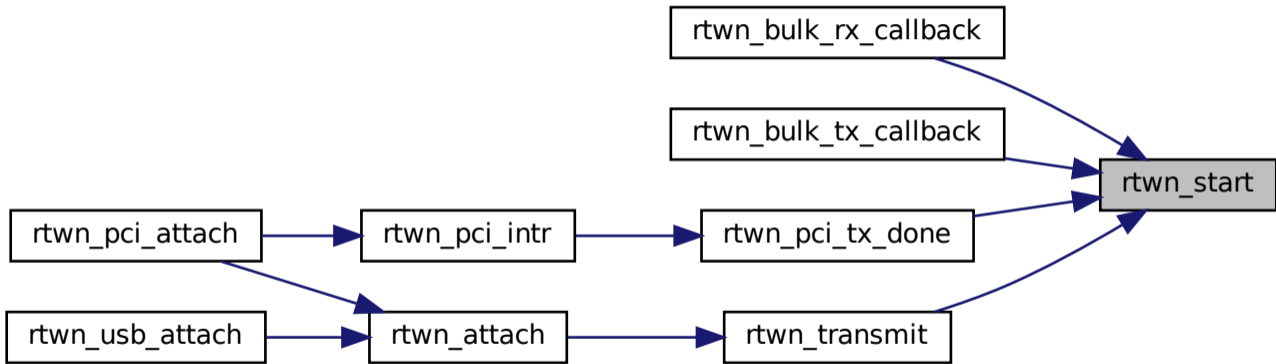 rtwn_bulk_rx_callback
rtwn_bulk_tx_callback
rtwn_start
rtwn_pci_attach
rtwn_pci_intr
rtwn_pci_tx_done
rtwn_usb_attach
rtwn_attach
rtwn_transmit